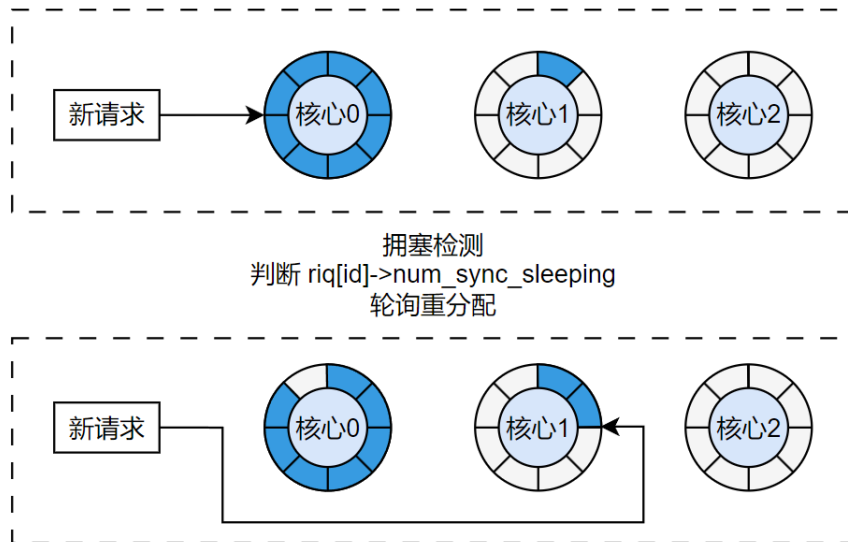 新请求
核心0
核心1
核心2
拥塞检测
判断 riq[id]->num_sync_sleeping
轮询重分配
新请求
核心0
核心1
核心2